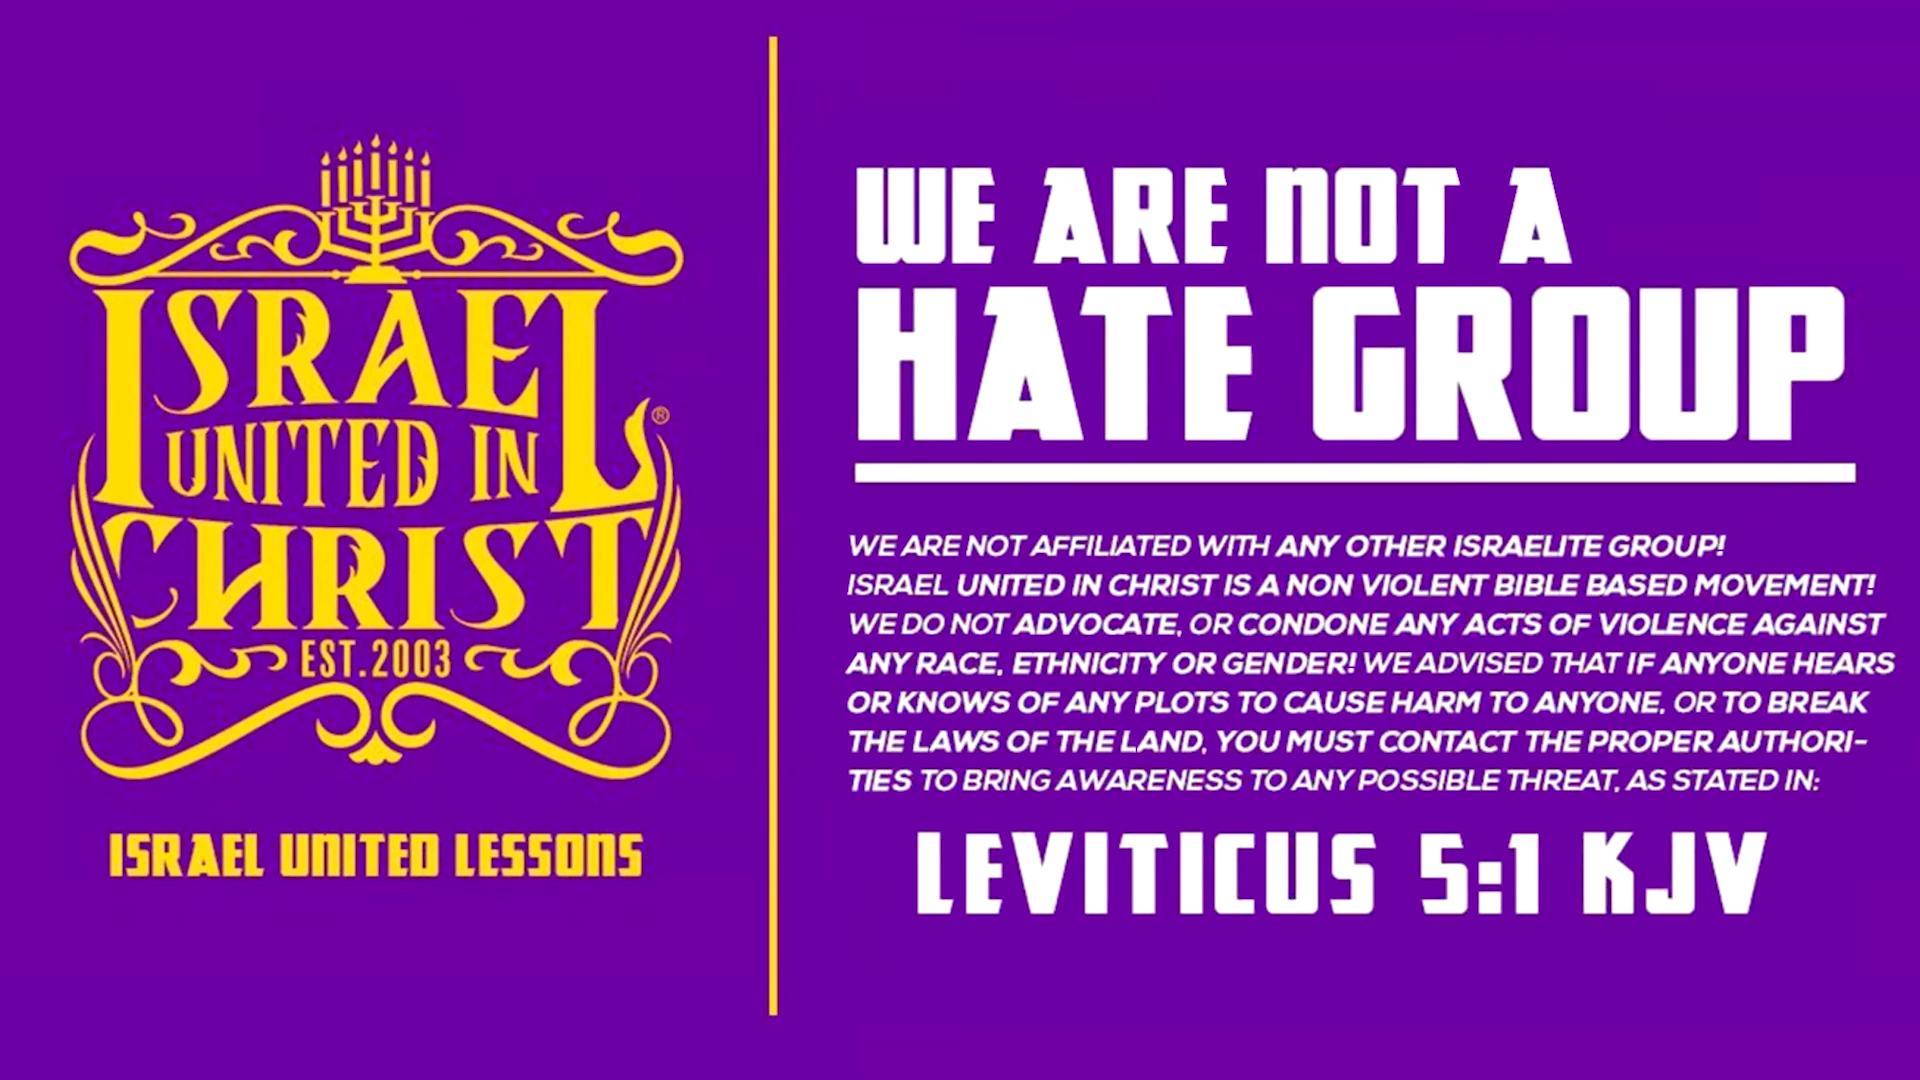 ISRAEL
UNITED IN
CHRIST®
EST.2003
ISRAEL UNITED LESSONS
WE ARE NOT A
HATE GROUP
WE ARE NOT AFFILIATED WITH ANY OTHER ISRAELITE GROUP!
ISRAEL UNITED IN CHRIST IS A NON VIOLENT BIBLE BASED MOVEMENT!
WE DO NOT ADVOCATE, OR CONDONE ANY ACTS OF VIOLENCE AGAINST
ANY RACE, ETHNICITY OR GENDER! WE ADVISED THAT IF ANYONE HEARS
OR KNOWS OF ANY PLOTS TO CAUSE HARM TO ANYONE, OR TO BREAK
THE LAWS OF THE LAND, YOU MUST CONTACT THE PROPER AUTHORI-
TIES TO BRING AWARENESS TO ANY POSSIBLE THREAT, AS STATED IN:
LEVITICUS 5:1 KJV